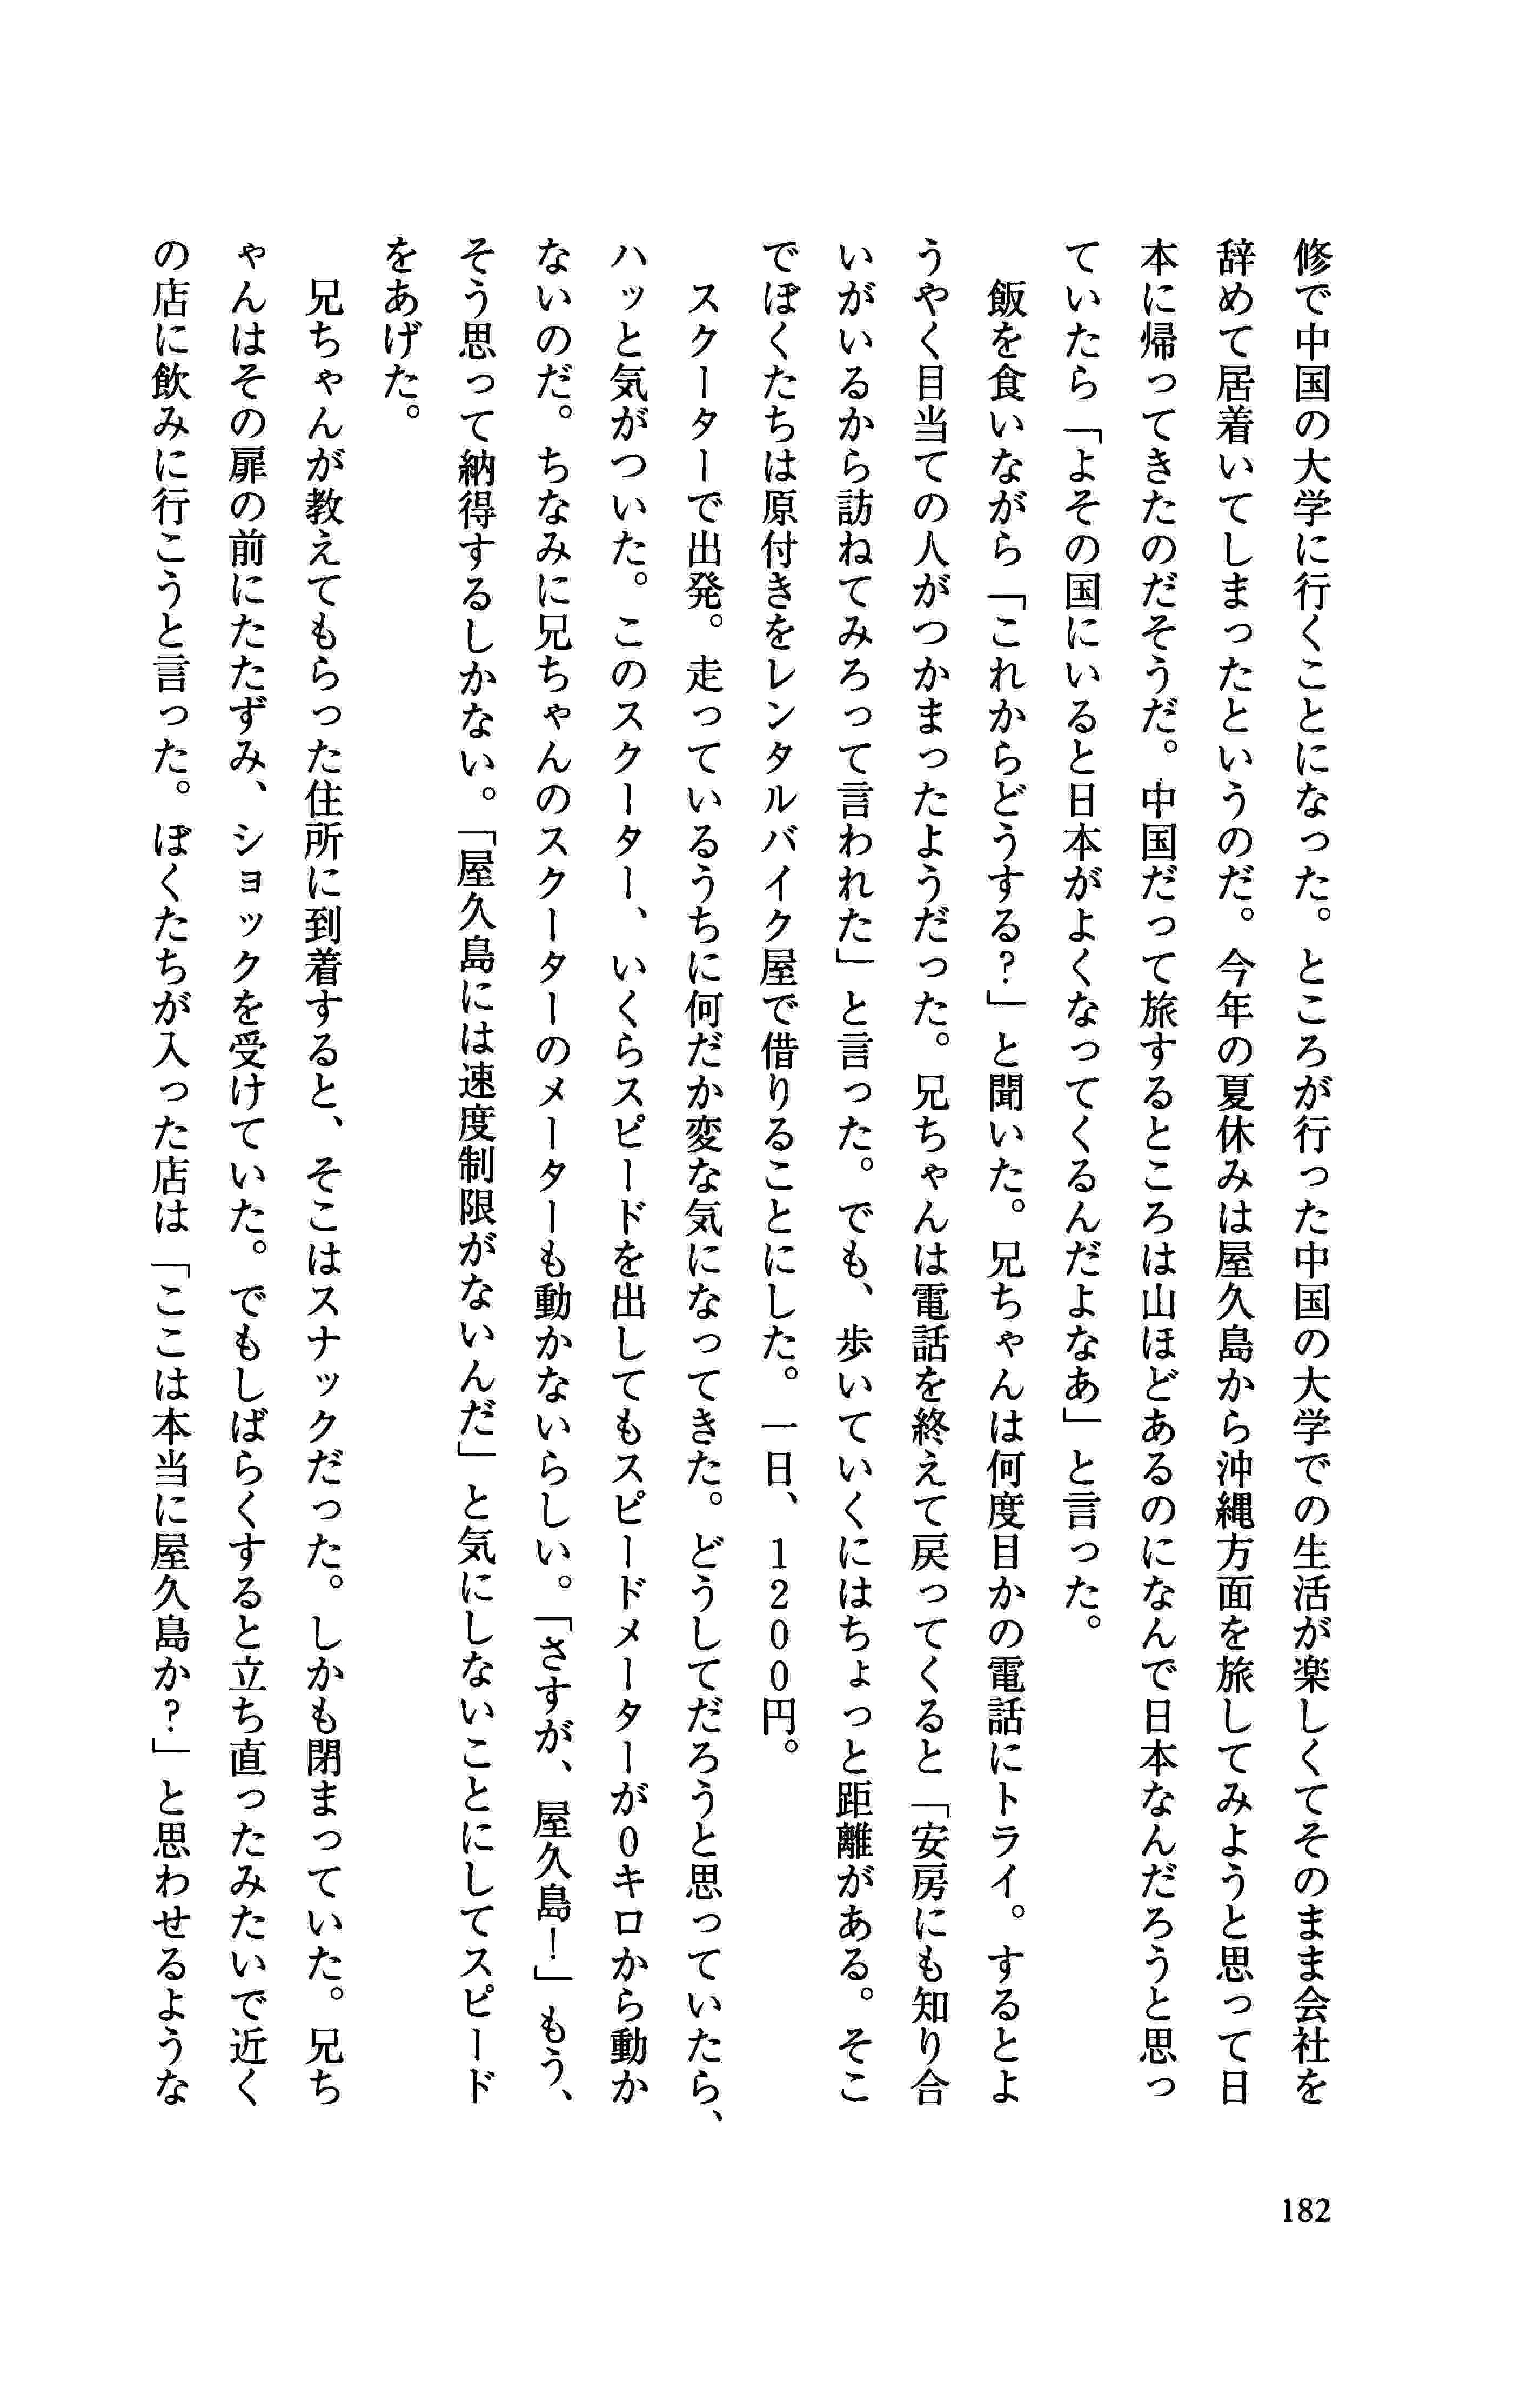 修で中国の大学に行くことになった。ところが行った中国の大学での生活が楽しくてそのまま会社を
辞めて居着いてしまったというのだ。今年の夏休みは屋久島から沖縄方面を旅してみようと思って日
本に帰ってきたのだそうだ。中国だって旅するところは山ほどあるのになんで日本なんだろうと思っ
ていたら「よその国にいると日本がよくなってくるんだよなあ」と言った。
　飯を食いながら「これからどうする?」と聞いた。兄ちゃんは何度目かの電話にトライ。するとよ
うやく目当ての人がつかまったようだった。兄ちゃんは電話を終えて戻ってくると「安房にも知り合
いがいるから訪ねてみろって言われた」と言った。でも、歩いていくにはちょっと距離がある。そこ
でぼくたちは原付きをレンタルバイク屋で借りることにした。一日、1200円。
　スクーターで出発。走っているうちに何だか変な気になってきた。どうしてだろうと思っていたら、
ハッと気がついた。このスクーター、いくらスピードを出してもスピードメーターが0キロから動か
ないのだ。ちなみに兄ちゃんのスクーターのメーターも動かないらしい。「さすが、屋久島!」もう、
そう思って納得するしかない。「屋久島には速度制限がないんだ」と気にしないことにしてスピード
をあげた。
　兄ちゃんが教えてもらった住所に到着すると、そこはスナックだった。しかも閉まっていた。兄ち
ゃんはその扉の前にたたずみ、ショックを受けていた。でもしばらくすると立ち直ったみたいで近く
の店に飲みに行こうと言った。ぼくたちが入った店は「ここは本当に屋久島か?」と思わせるような
182